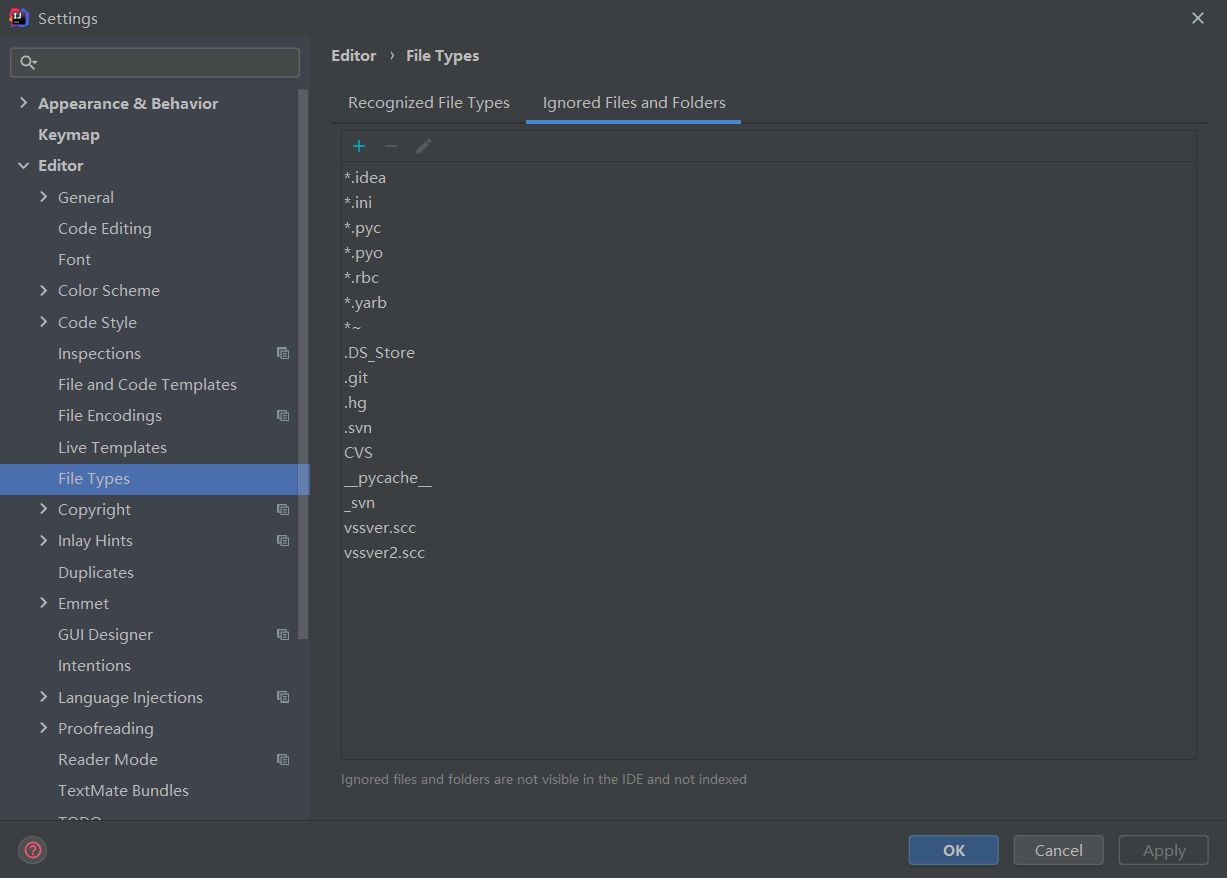 Settings
Editor › File Types
Appearance & Behavior
Keymap
Editor
General
Code Editing
Font
Color Scheme
Code Style
Inspections
File and Code Templates
File Encodings
Live Templates
File Types
Copyright
Inlay Hints
Duplicates
Emmet
GUI Designer
Intentions
Language Injections
Proofreading
Reader Mode
TextMate Bundles
TODO
Recognized File Types
Ignored Files and Folders
*.idea
*.ini
*.pyc
*.pyo
*.rbc
*.yarb
*~
.DS_Store
.git
.hg
.svn
CVS
__pycache__
_svn
vssver.scc
vssver2.scc
Ignored files and folders are not visible in the IDE and not indexed
OK
Cancel
Apply